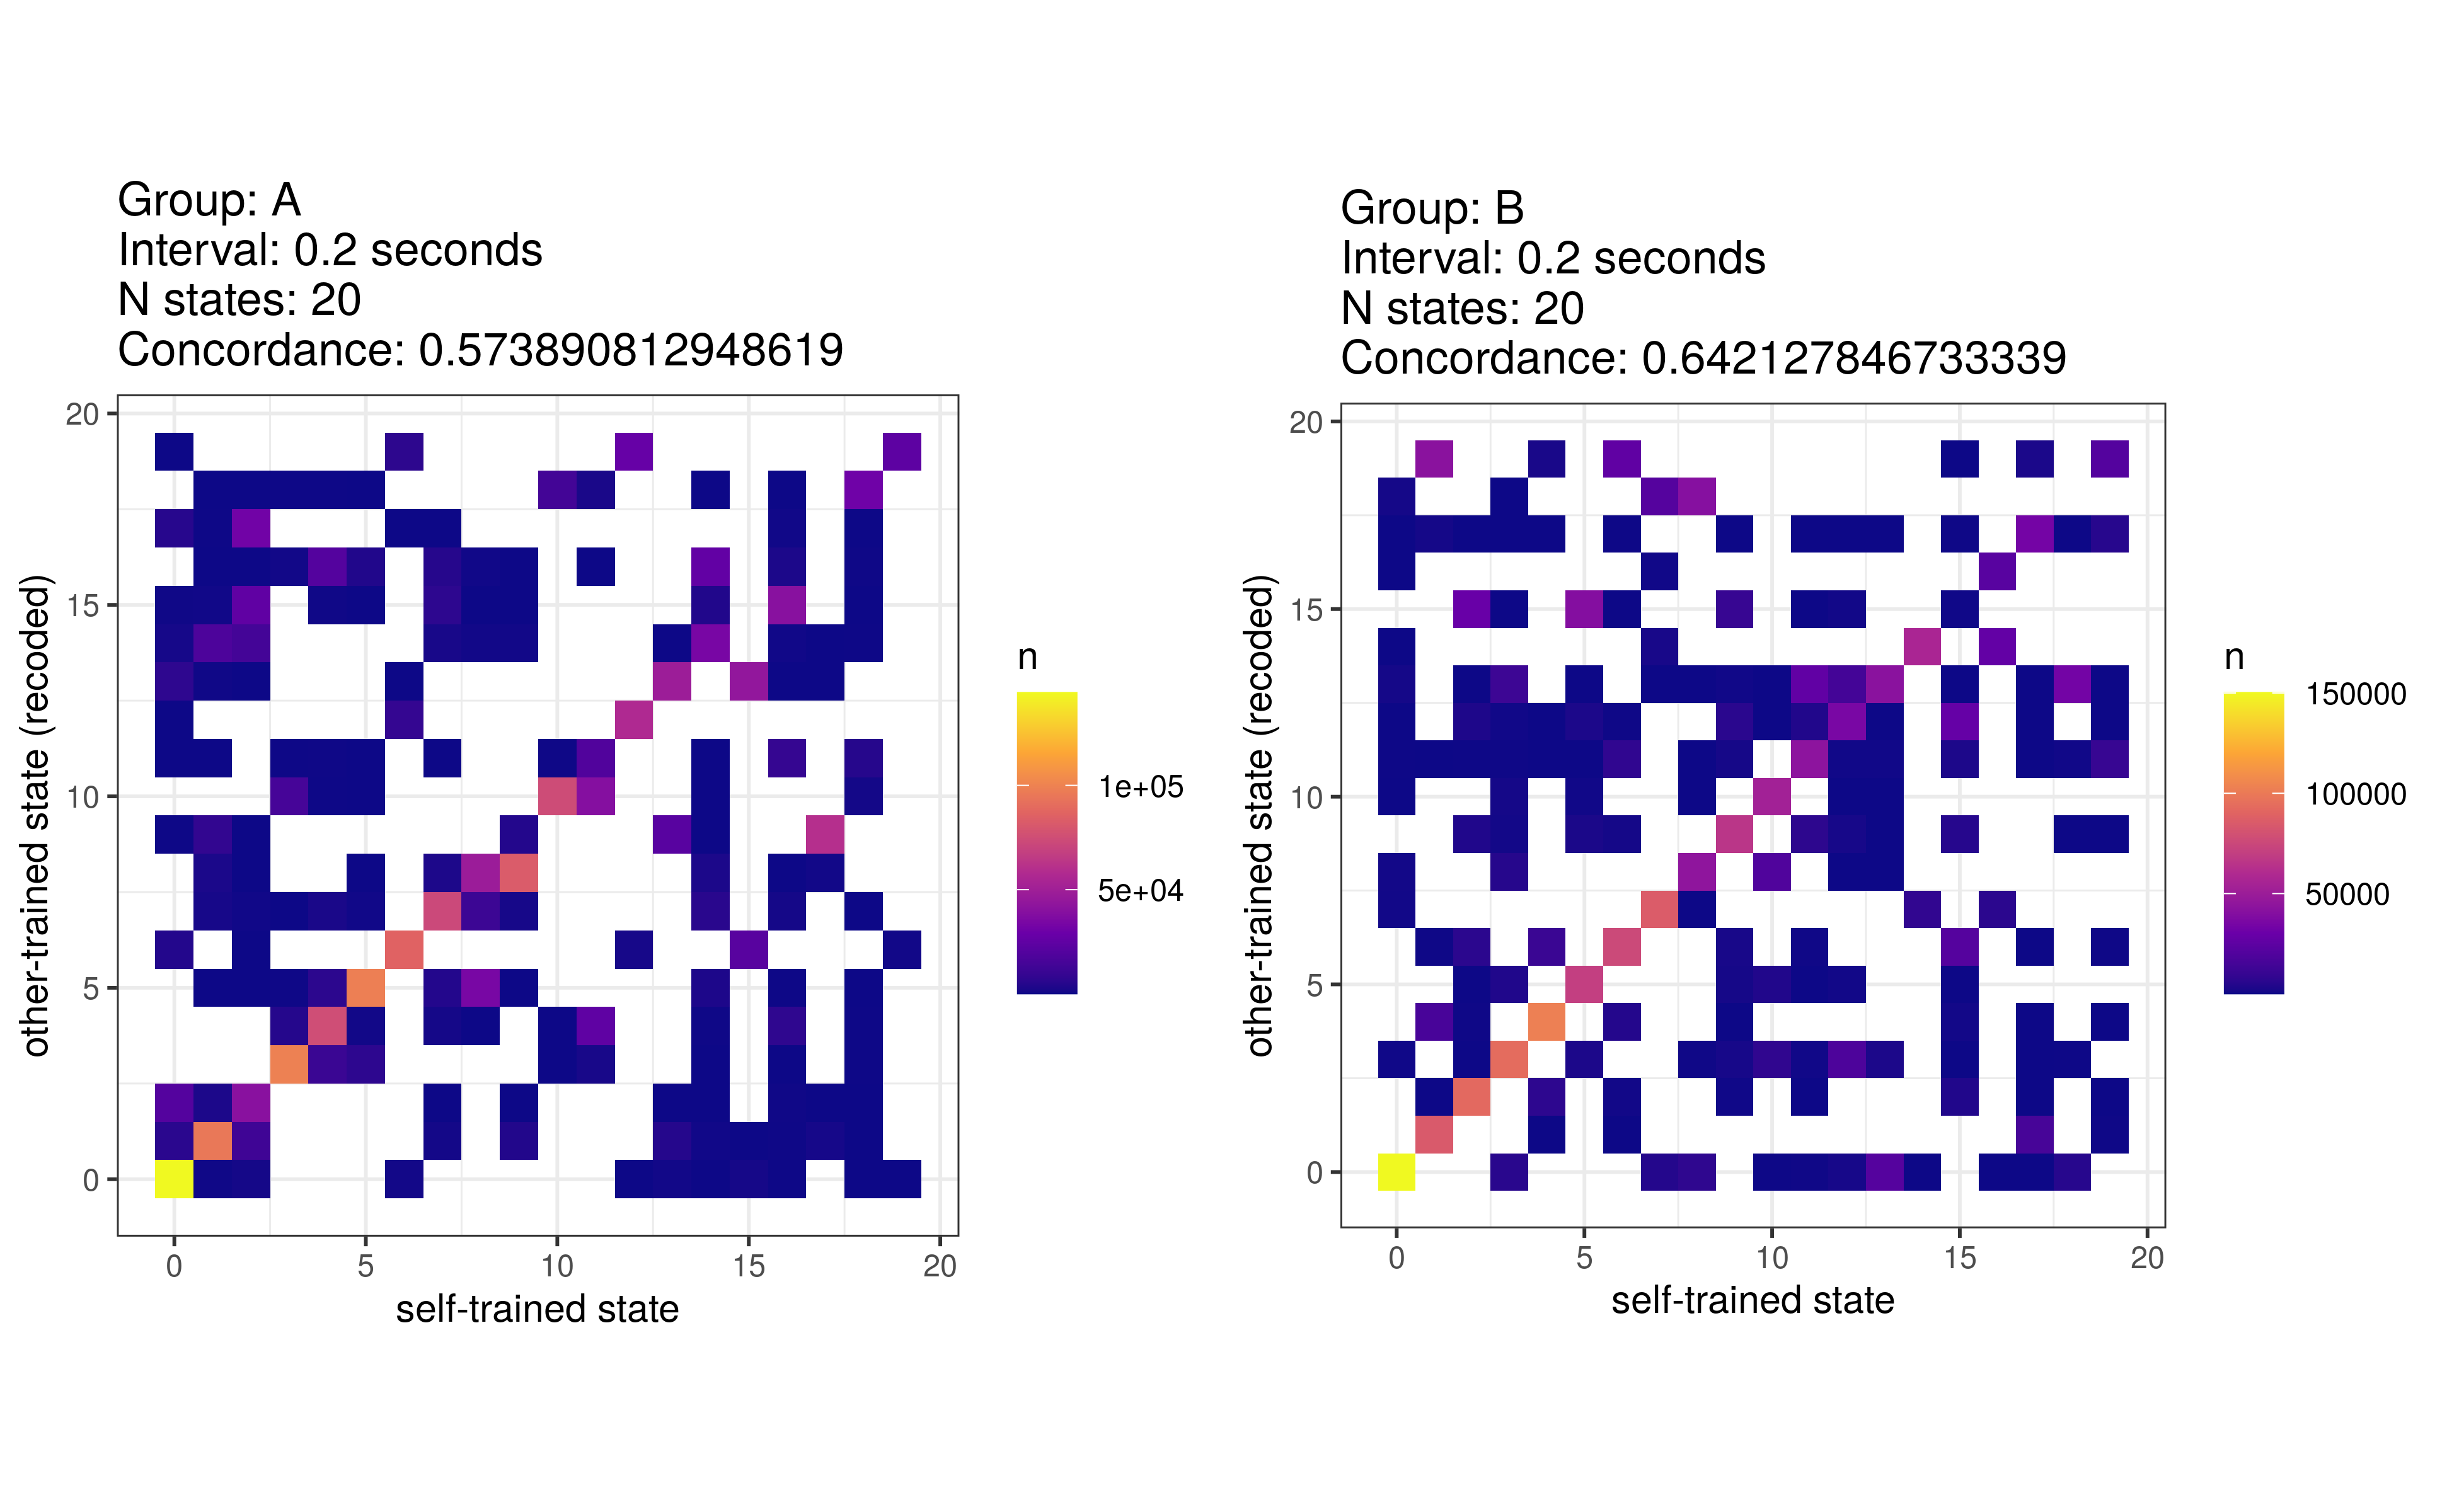 Group: A
Interval: 0.2 seconds
N states: 20
Concordance: 0.573890812948619
20
15
10
5
0
other-trained state (recoded)
0 5 10 15 20
self-trained state
n
1e+05
5e+04
Group: B
Interval: 0.2 seconds
N states: 20
Concordance: 0.642127846733339
20
15
10
5
0
other-trained state (recoded)
0 5 10 15 20
self-trained state
n
150000
100000
50000